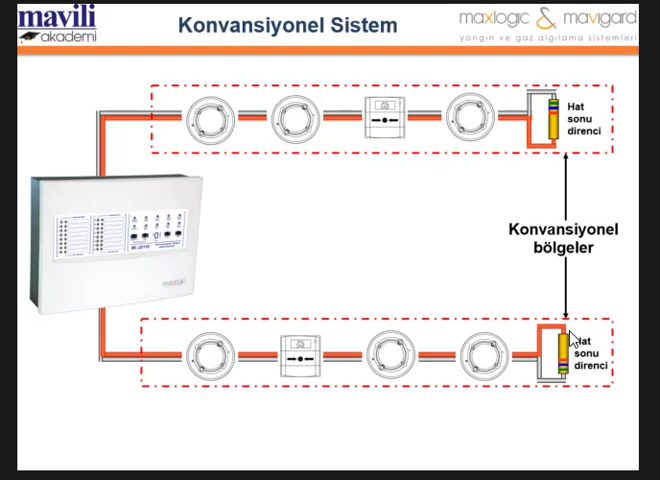 mavili
akademi
Konvansiyonel Sistem
maxlogic & mavigard
yangın ve gaz algılama sistemleri
Hat
sonu
direnci
Konvansiyonel
bölgeler
maxlogic
Hat
sonu
direnci